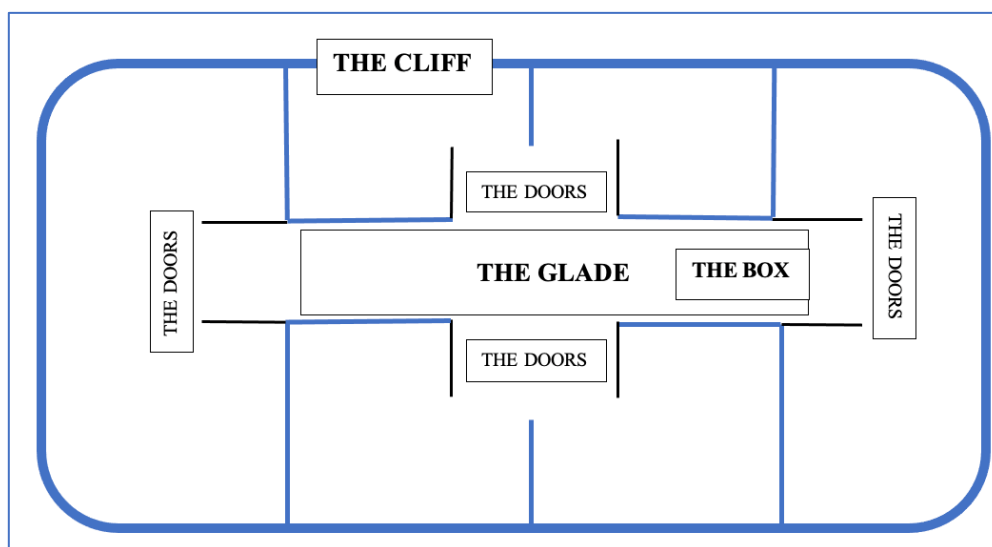 THE CLIFF
THE DOORS
THE DOORS
THE GLADE
THE BOX
THE DOORS
THE DOORS